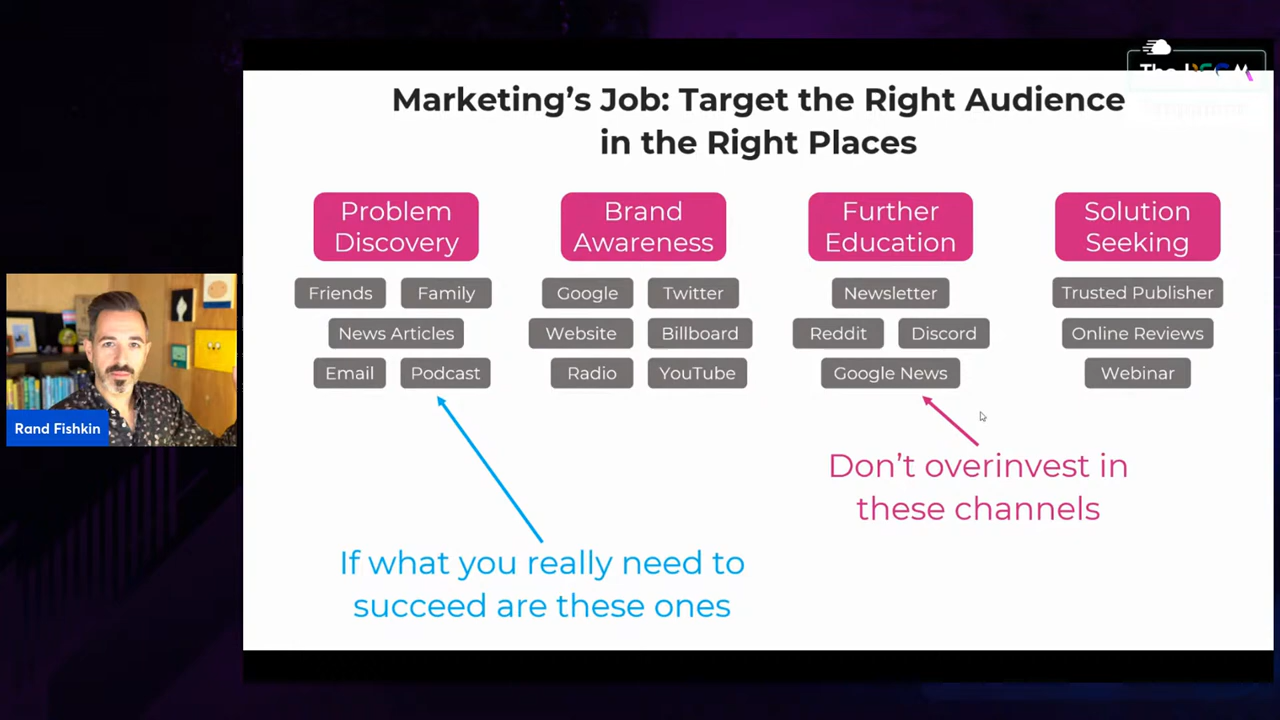 Marketing’s Job: Target the Right Audience
in the Right Places
Problem
Discovery
Friends
Family
News Articles
Email
Podcast
Brand
Awareness
Google
Twitter
Website
Billboard
Radio
YouTube
Further
Education
Newsletter
Reddit
Discord
Google News
Solution
Seeking
Trusted Publisher
Online Reviews
Webinar
Don’t overinvest in
these channels
If what you really need to
succeed are these ones
Rand Fishkin